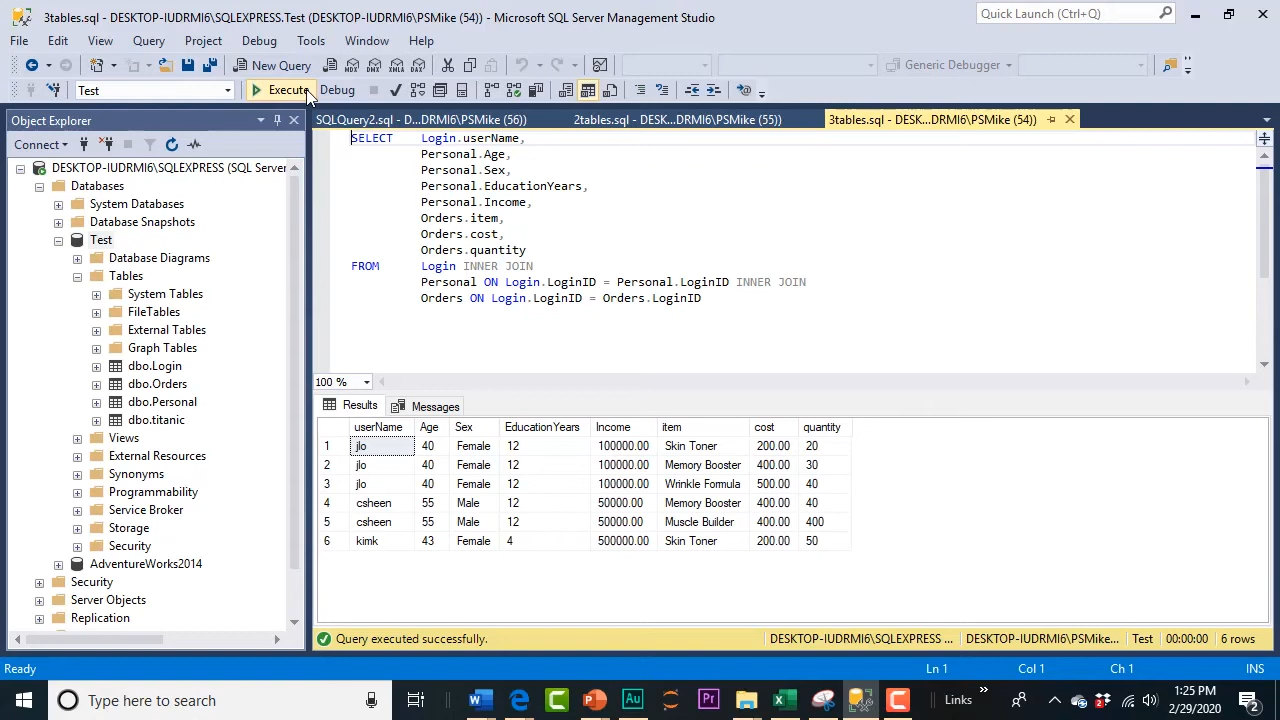 3tables.sql - DESKTOP-IUDRMI6\SQLEXPRESS.Test (DESKTOP-IUDRMI6\PSMike (54)) - Microsoft SQL Server Management Studio
Quick Launch (Ctrl+Q)
File Edit View Query Project Debug Tools Window Help
New Query
Generic Debugger
Test
Execute
Debug
Object Explorer
SQLQuery2.sql - D...DRMI6\PSMike (56))
2tables.sql - DESK...DRMI6\PSMike (55))
3tables.sql - DESK...DRMI6\PSMike (54))
Connect
DESKTOP-IUDRMI6\SQLEXPRESS (SQL Server
Databases
System Databases
Database Snapshots
Test
Database Diagrams
Tables
System Tables
FileTables
External Tables
Graph Tables
dbo.Login
dbo.Orders
dbo.Personal
dbo.titanic
Views
External Resources
Synonyms
Programmability
Service Broker
Storage
Security
AdventureWorks2014
Security
Server Objects
Replication
SELECT Login.userName,
Personal.Age,
Personal.Sex,
Personal.EducationYears,
Personal.Income,
Orders.item,
Orders.cost,
Orders.quantity
FROM Login INNER JOIN
Personal ON Login.LoginID = Personal.LoginID INNER JOIN
Orders ON Login.LoginID = Orders.LoginID
100 %
Results Messages
userName Age Sex EducationYears Income item cost quantity
1 jlo 40 Female 12 100000.00 Skin Toner 200.00 20
2 jlo 40 Female 12 100000.00 Memory Booster 400.00 30
3 jlo 40 Female 12 100000.00 Wrinkle Formula 500.00 40
4 csheen 55 Male 12 50000.00 Memory Booster 400.00 40
5 csheen 55 Male 12 50000.00 Muscle Builder 400.00 400
6 kimk 43 Female 4 500000.00 Skin Toner 200.00 50
Query executed successfully.
DESKTOP-IUDRMI6\SQLEXPRESS ... DESKTOP-IUDRMI6\PSMike... Test 00:00:00 6 rows
Ready
Ln 1 Col 1 Ch 1 INS
Type here to search
Links
1:25 PM
2/29/2020
2